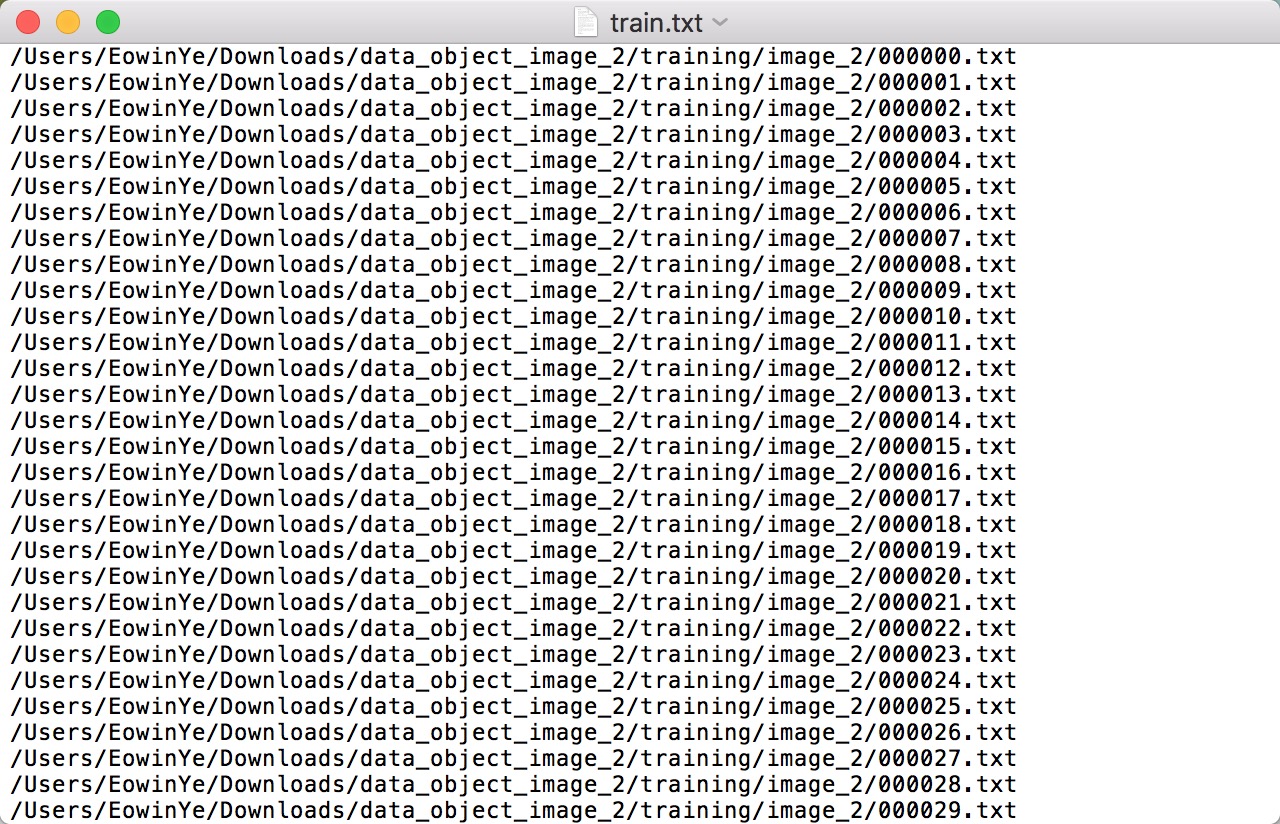 train.txt
/Users/EowinYe/Downloads/data_object_image_2/training/image_2/000000.txt
/Users/EowinYe/Downloads/data_object_image_2/training/image_2/000001.txt
/Users/EowinYe/Downloads/data_object_image_2/training/image_2/000002.txt
/Users/EowinYe/Downloads/data_object_image_2/training/image_2/000003.txt
/Users/EowinYe/Downloads/data_object_image_2/training/image_2/000004.txt
/Users/EowinYe/Downloads/data_object_image_2/training/image_2/000005.txt
/Users/EowinYe/Downloads/data_object_image_2/training/image_2/000006.txt
/Users/EowinYe/Downloads/data_object_image_2/training/image_2/000007.txt
/Users/EowinYe/Downloads/data_object_image_2/training/image_2/000008.txt
/Users/EowinYe/Downloads/data_object_image_2/training/image_2/000009.txt
/Users/EowinYe/Downloads/data_object_image_2/training/image_2/000010.txt
/Users/EowinYe/Downloads/data_object_image_2/training/image_2/000011.txt
/Users/EowinYe/Downloads/data_object_image_2/training/image_2/000012.txt
/Users/EowinYe/Downloads/data_object_image_2/training/image_2/000013.txt
/Users/EowinYe/Downloads/data_object_image_2/training/image_2/000014.txt
/Users/EowinYe/Downloads/data_object_image_2/training/image_2/000015.txt
/Users/EowinYe/Downloads/data_object_image_2/training/image_2/000016.txt
/Users/EowinYe/Downloads/data_object_image_2/training/image_2/000017.txt
/Users/EowinYe/Downloads/data_object_image_2/training/image_2/000018.txt
/Users/EowinYe/Downloads/data_object_image_2/training/image_2/000019.txt
/Users/EowinYe/Downloads/data_object_image_2/training/image_2/000020.txt
/Users/EowinYe/Downloads/data_object_image_2/training/image_2/000021.txt
/Users/EowinYe/Downloads/data_object_image_2/training/image_2/000022.txt
/Users/EowinYe/Downloads/data_object_image_2/training/image_2/000023.txt
/Users/EowinYe/Downloads/data_object_image_2/training/image_2/000024.txt
/Users/EowinYe/Downloads/data_object_image_2/training/image_2/000025.txt
/Users/EowinYe/Downloads/data_object_image_2/training/image_2/000026.txt
/Users/EowinYe/Downloads/data_object_image_2/training/image_2/000027.txt
/Users/EowinYe/Downloads/data_object_image_2/training/image_2/000028.txt
/Users/EowinYe/Downloads/data_object_image_2/training/image_2/000029.txt